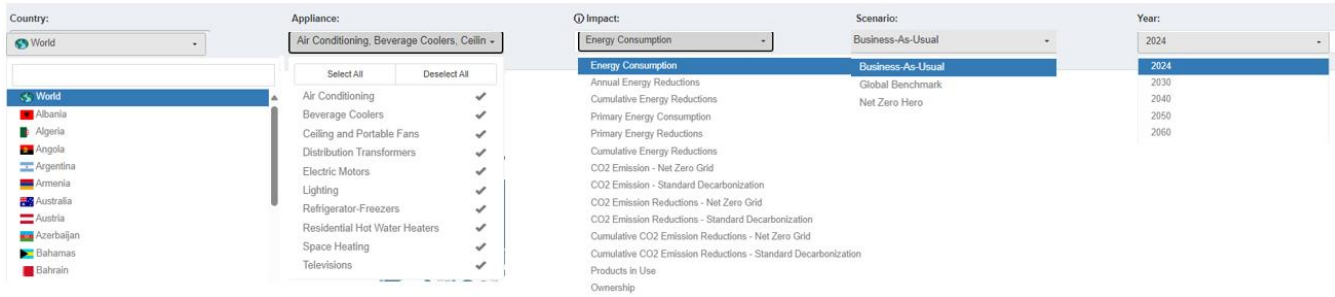 Country:
World
World
Albania
Algeria
Angola
Argentina
Armenia
Australia
Austria
Azerbaijan
Bahamas
Bahrain
Appliance:
Air Conditioning, Beverage Coolers, Ceilin
Select All
Deselect All
Air Conditioning
Beverage Coolers
Ceiling and Portable Fans
Distribution Transformers
Electric Motors
Lighting
Refrigerator-Freezers
Residential Hot Water Heaters
Space Heating
Televisions
Impact:
Energy Consumption
Energy Consumption
Annual Energy Reductions
Cumulative Energy Reductions
Primary Energy Consumption
Primary Energy Reductions
Cumulative Energy Reductions
CO2 Emission - Net Zero Grid
CO2 Emission - Standard Decarbonization
CO2 Emission Reductions - Net Zero Grid
CO2 Emission Reductions - Standard Decarbonization
Cumulative CO2 Emission Reductions - Net Zero Grid
Cumulative CO2 Emission Reductions - Standard Decarbonization
Products in Use
Ownership
Scenario:
Business-As-Usual
Business-As-Usual
Global Benchmark
Net Zero Hero
Year:
2024
2024
2030
2040
2050
2060